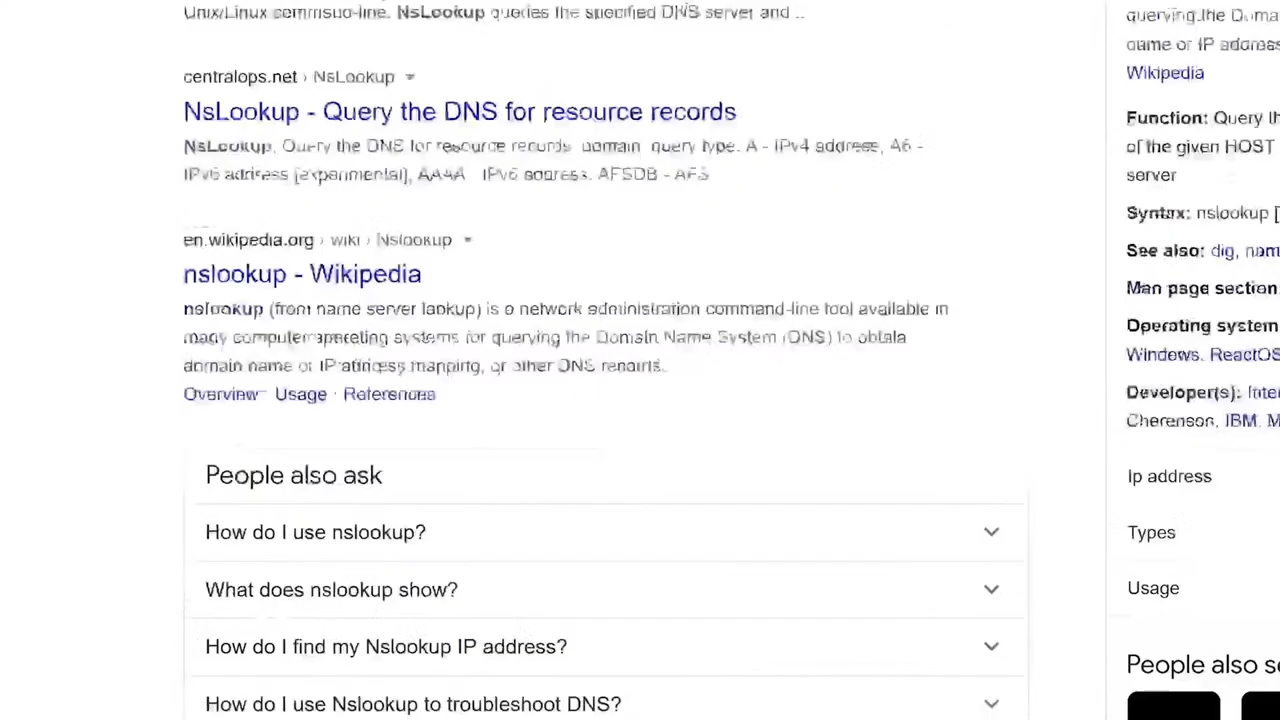 Unix/Linux command-line. NsLookup queries the specified DNS server and ...
centralops.net › NsLookup
NsLookup - Query the DNS for resource records
NsLookup. Query the DNS for resource records domain query type. A - IPv4 address, A6 -
IPv6 address [experimental], AAAA IPv6 address. AFSDB - AFS
en.wikipedia.org › wiki › Nslookup
nslookup - Wikipedia
nslookup (from name server lookup) is a network administration command-line tool available in
many computer operating systems for querying the Domain Name System (DNS) to obtain
domain name or IP address mapping, or other DNS records.
Overview · Usage · References
People also ask
How do I use nslookup?
What does nslookup show?
How do I find my Nslookup IP address?
How do I use Nslookup to troubleshoot DNS?
querying the Doma
name or IP address
Wikipedia
Function: Query th
of the given HOST
server
Syntax: nslookup [
See also: dig, nam
Man page section
Operating system
Windows, ReactOS
Developer(s): Inte
Cherenson, IBM, M
Ip address
Types
Usage
People also se